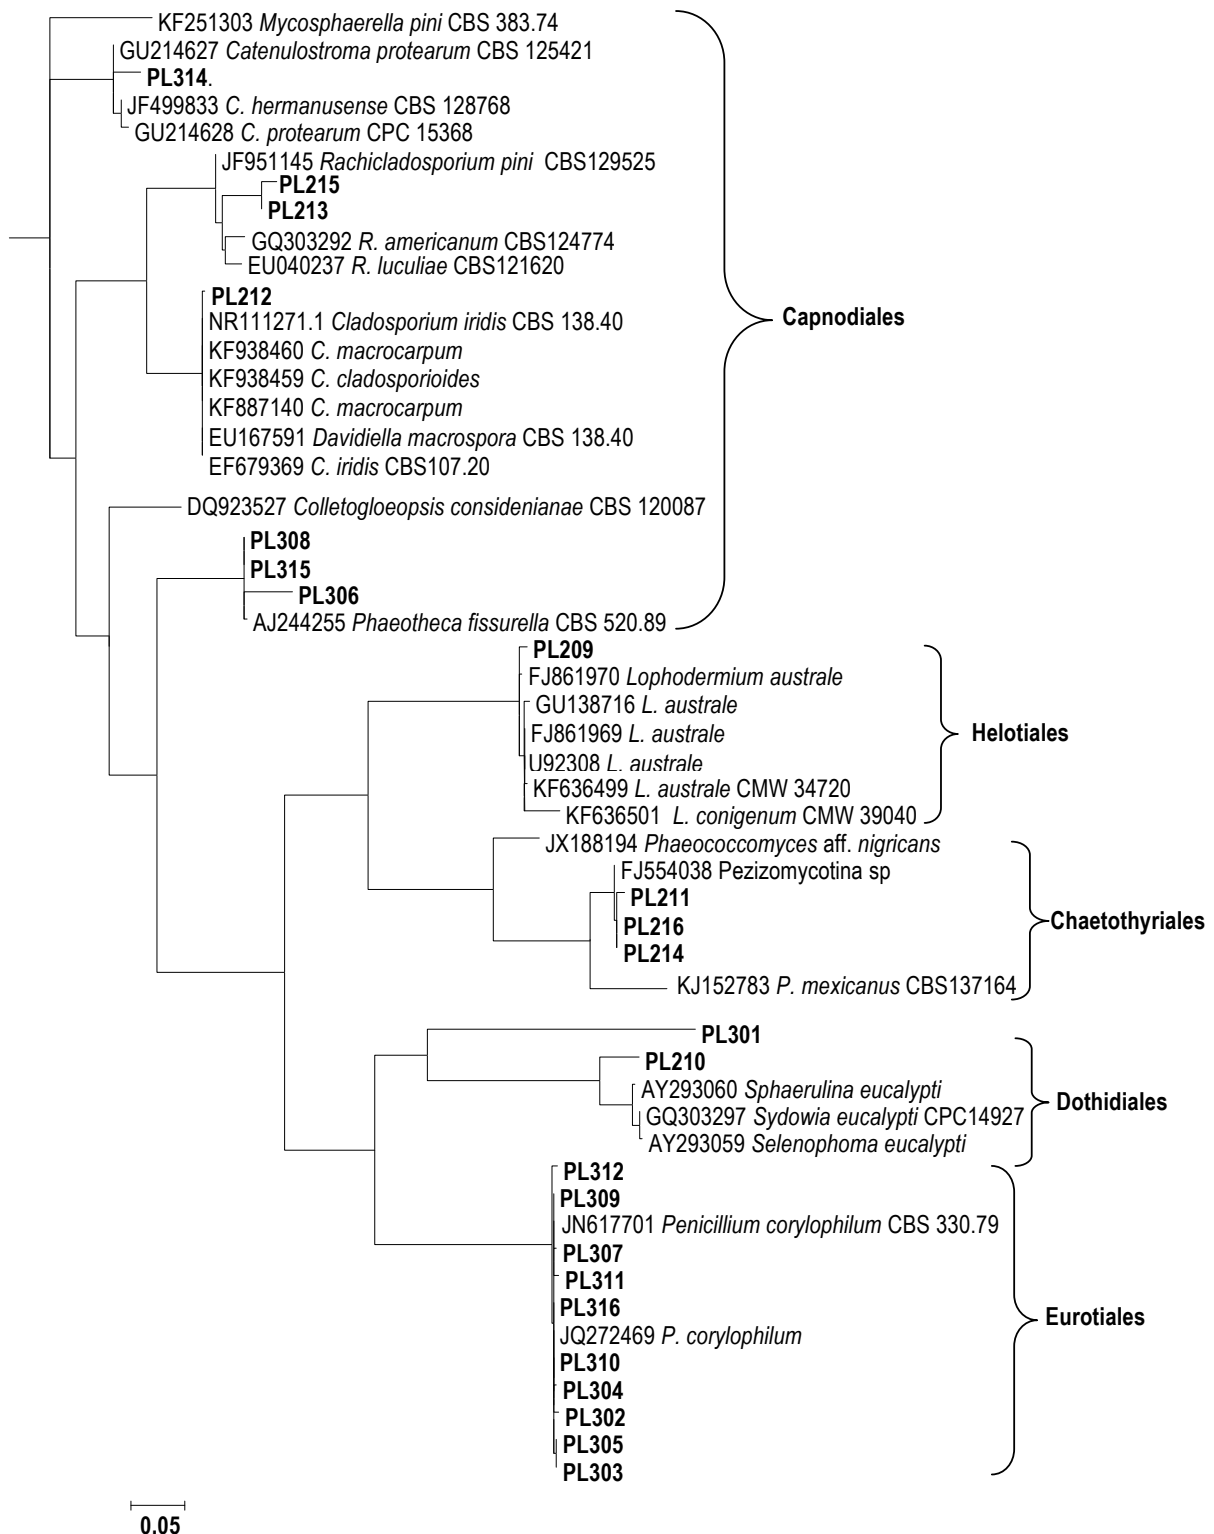 KF251303 Mycosphaerella pini CBS 383.74
GU214627 Catenulostroma protearum CBS 125421
PL314.
JF499833 C. hermanusense CBS 128768
GU214628 C. protearum CPC 15368
JF951145 Rachicladosporium pini CBS129525
PL215
PL213
GQ303292 R. americanum CBS124774
EU040237 R. luculiae CBS121620
PL212
NR111271.1 Cladosporium iridis CBS 138.40
KF938460 C. macrocarpum
KF938459 C. cladosporioides
KF887140 C. macrocarpum
EU167591 Davidiella macrospora CBS 138.40
EF679369 C. iridis CBS107.20
DQ923527 Colletogloeopsis considenianae CBS 120087
PL308
PL315
PL306
AJ244255 Phaeotheca fissurella CBS 520.89
Capnodiales
PL209
FJ861970 Lophodermium australe
GU138716 L. australe
FJ861969 L. australe
U92308 L. australe
KF636499 L. australe CMW 34720
KF636501 L. conigenum CMW 39040
Helotiales
JX188194 Phaeococcomyces aff. nigricans
FJ554038 Pezizomycotina sp
PL211
PL216
PL214
KJ152783 P. mexicanus CBS137164
Chaetothyriales
PL301
PL210
AY293060 Sphaerulina eucalypti
GQ303297 Sydowia eucalypti CPC14927
AY293059 Selenophoma eucalypti
Dothidiales
PL312
PL309
JN617701 Penicillium corylophilum CBS 330.79
PL307
PL311
PL316
JQ272469 P. corylophilum
PL310
PL304
PL302
PL305
PL303
Eurotiales
0.05